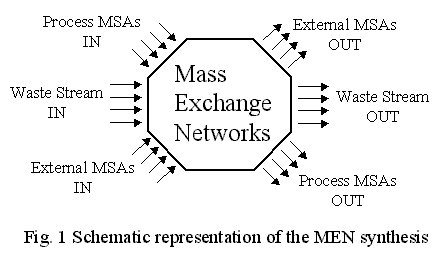 Process MSAs
IN
External MSAs
OUT
Waste Stream
IN
Mass
Exchange
Networks
Waste Stream
OUT
External MSAs
IN
Process MSAs
OUT
Fig. 1 Schematic representation of the MEN synthesis